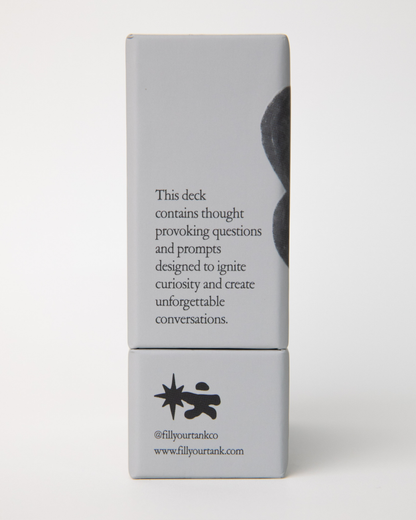 This deck
contains thought
provoking questions
and prompts
designed to ignite
curiosity and create
unforgettable
conversations.
@fillyourtankco
www.fillyourtank.com